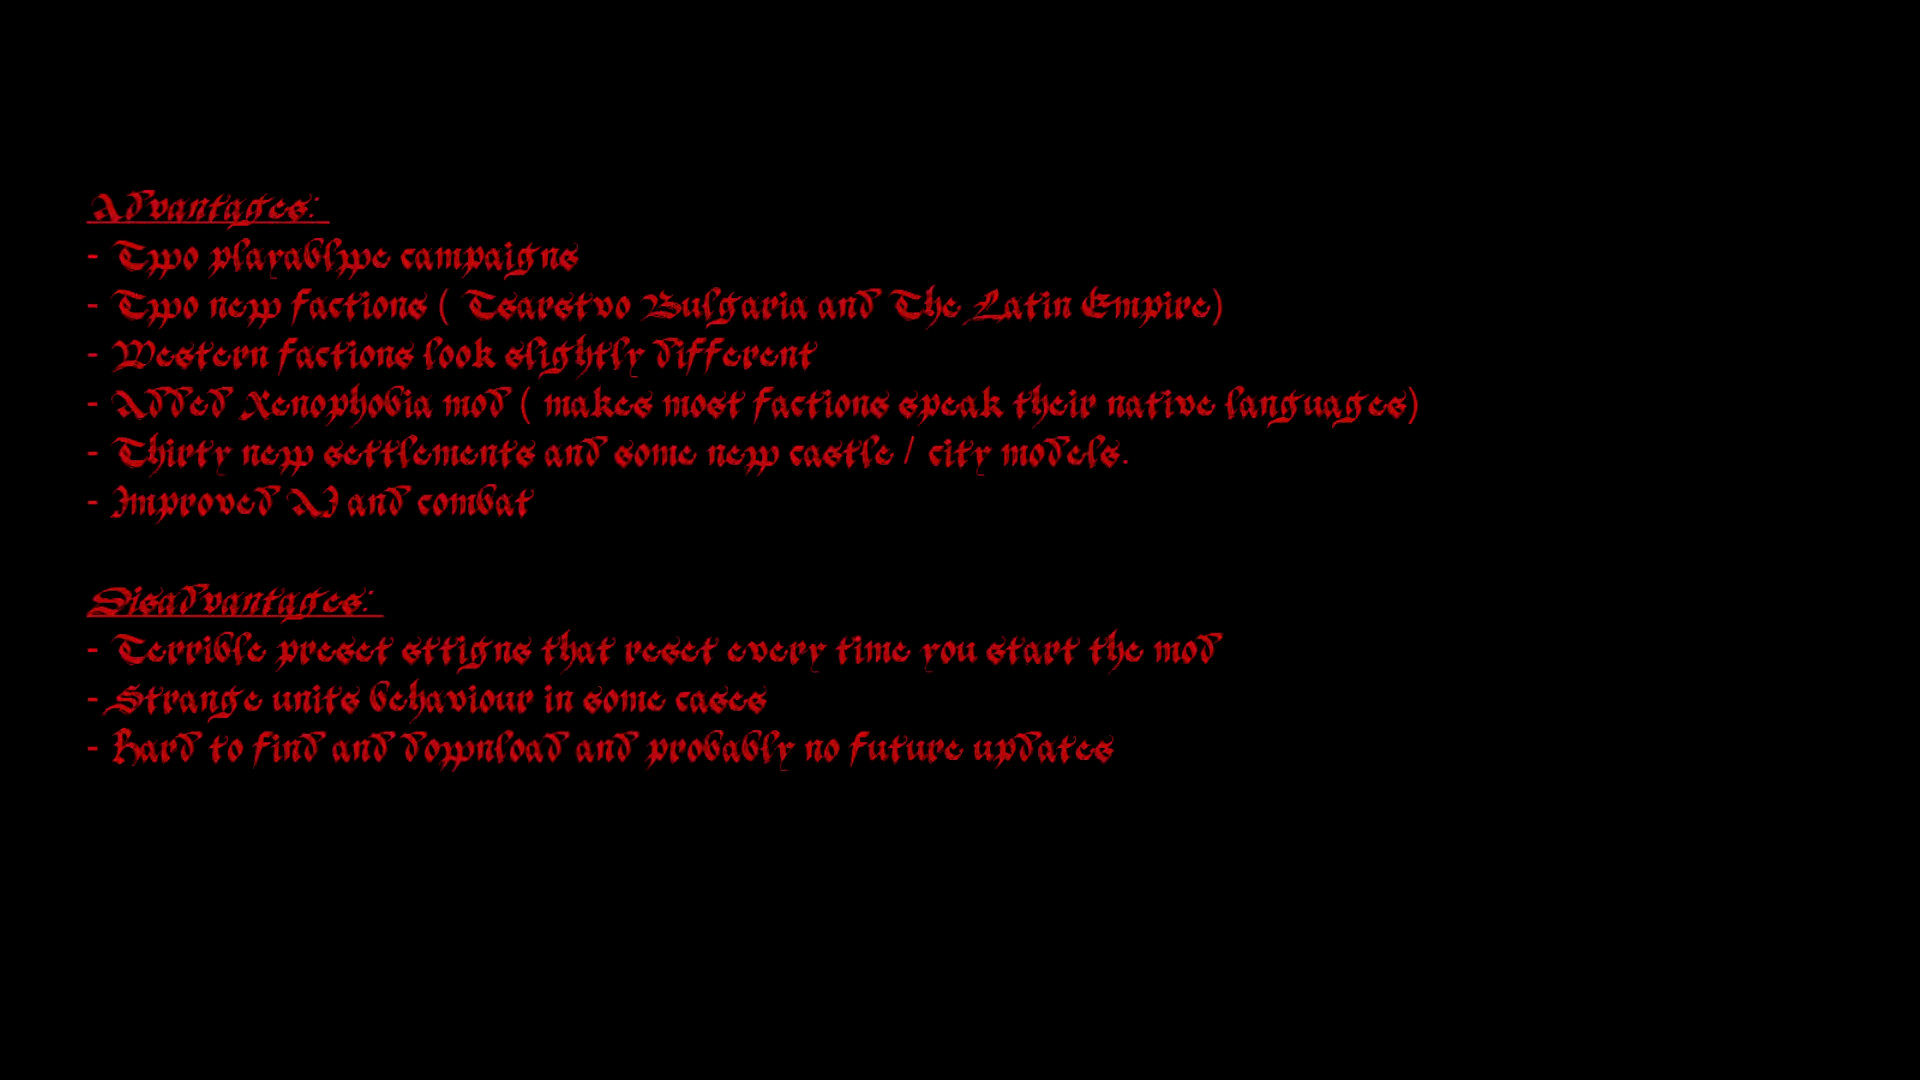 Advantages:
- Two playablwe campaigns
- Two new factions ( Tsarstvo Bulgaria and The Latin Empire)
- Western factions look slightly different
- Added Xenophobia mod ( makes most factions speak their native languages)
- Thirty new settlements and some new castle / city models.
- Improved AI and combat
Disadvantages:
- Terrible preset sttigns that reset every time you start the mod
- Strange units behaviour in some cases
- Hard to find and download and probably no future updates